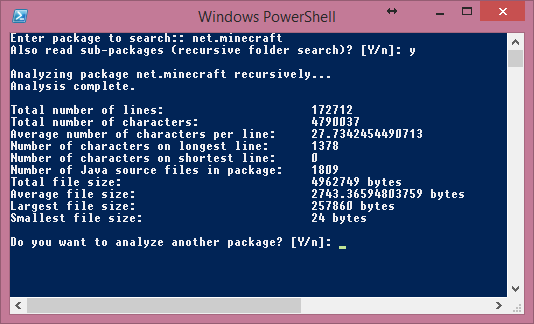 Windows PowerShell
Enter package to search:: net.minecraft
Also read sub-packages (recursive folder search)? [Y/n]: y
Analyzing package net.minecraft recursively...
Analysis complete.
Total number of lines: 172712
Total number of characters: 4790037
Average number of characters per line: 27.7342454490713
Number of characters on longest line: 1378
Number of characters on shortest line: 0
Number of Java source files in package: 1809
Total file size: 4962749 bytes
Average file size: 2743.36594803759 bytes
Largest file size: 257860 bytes
Smallest file size: 24 bytes
Do you want to analyze another package? [Y/n]: